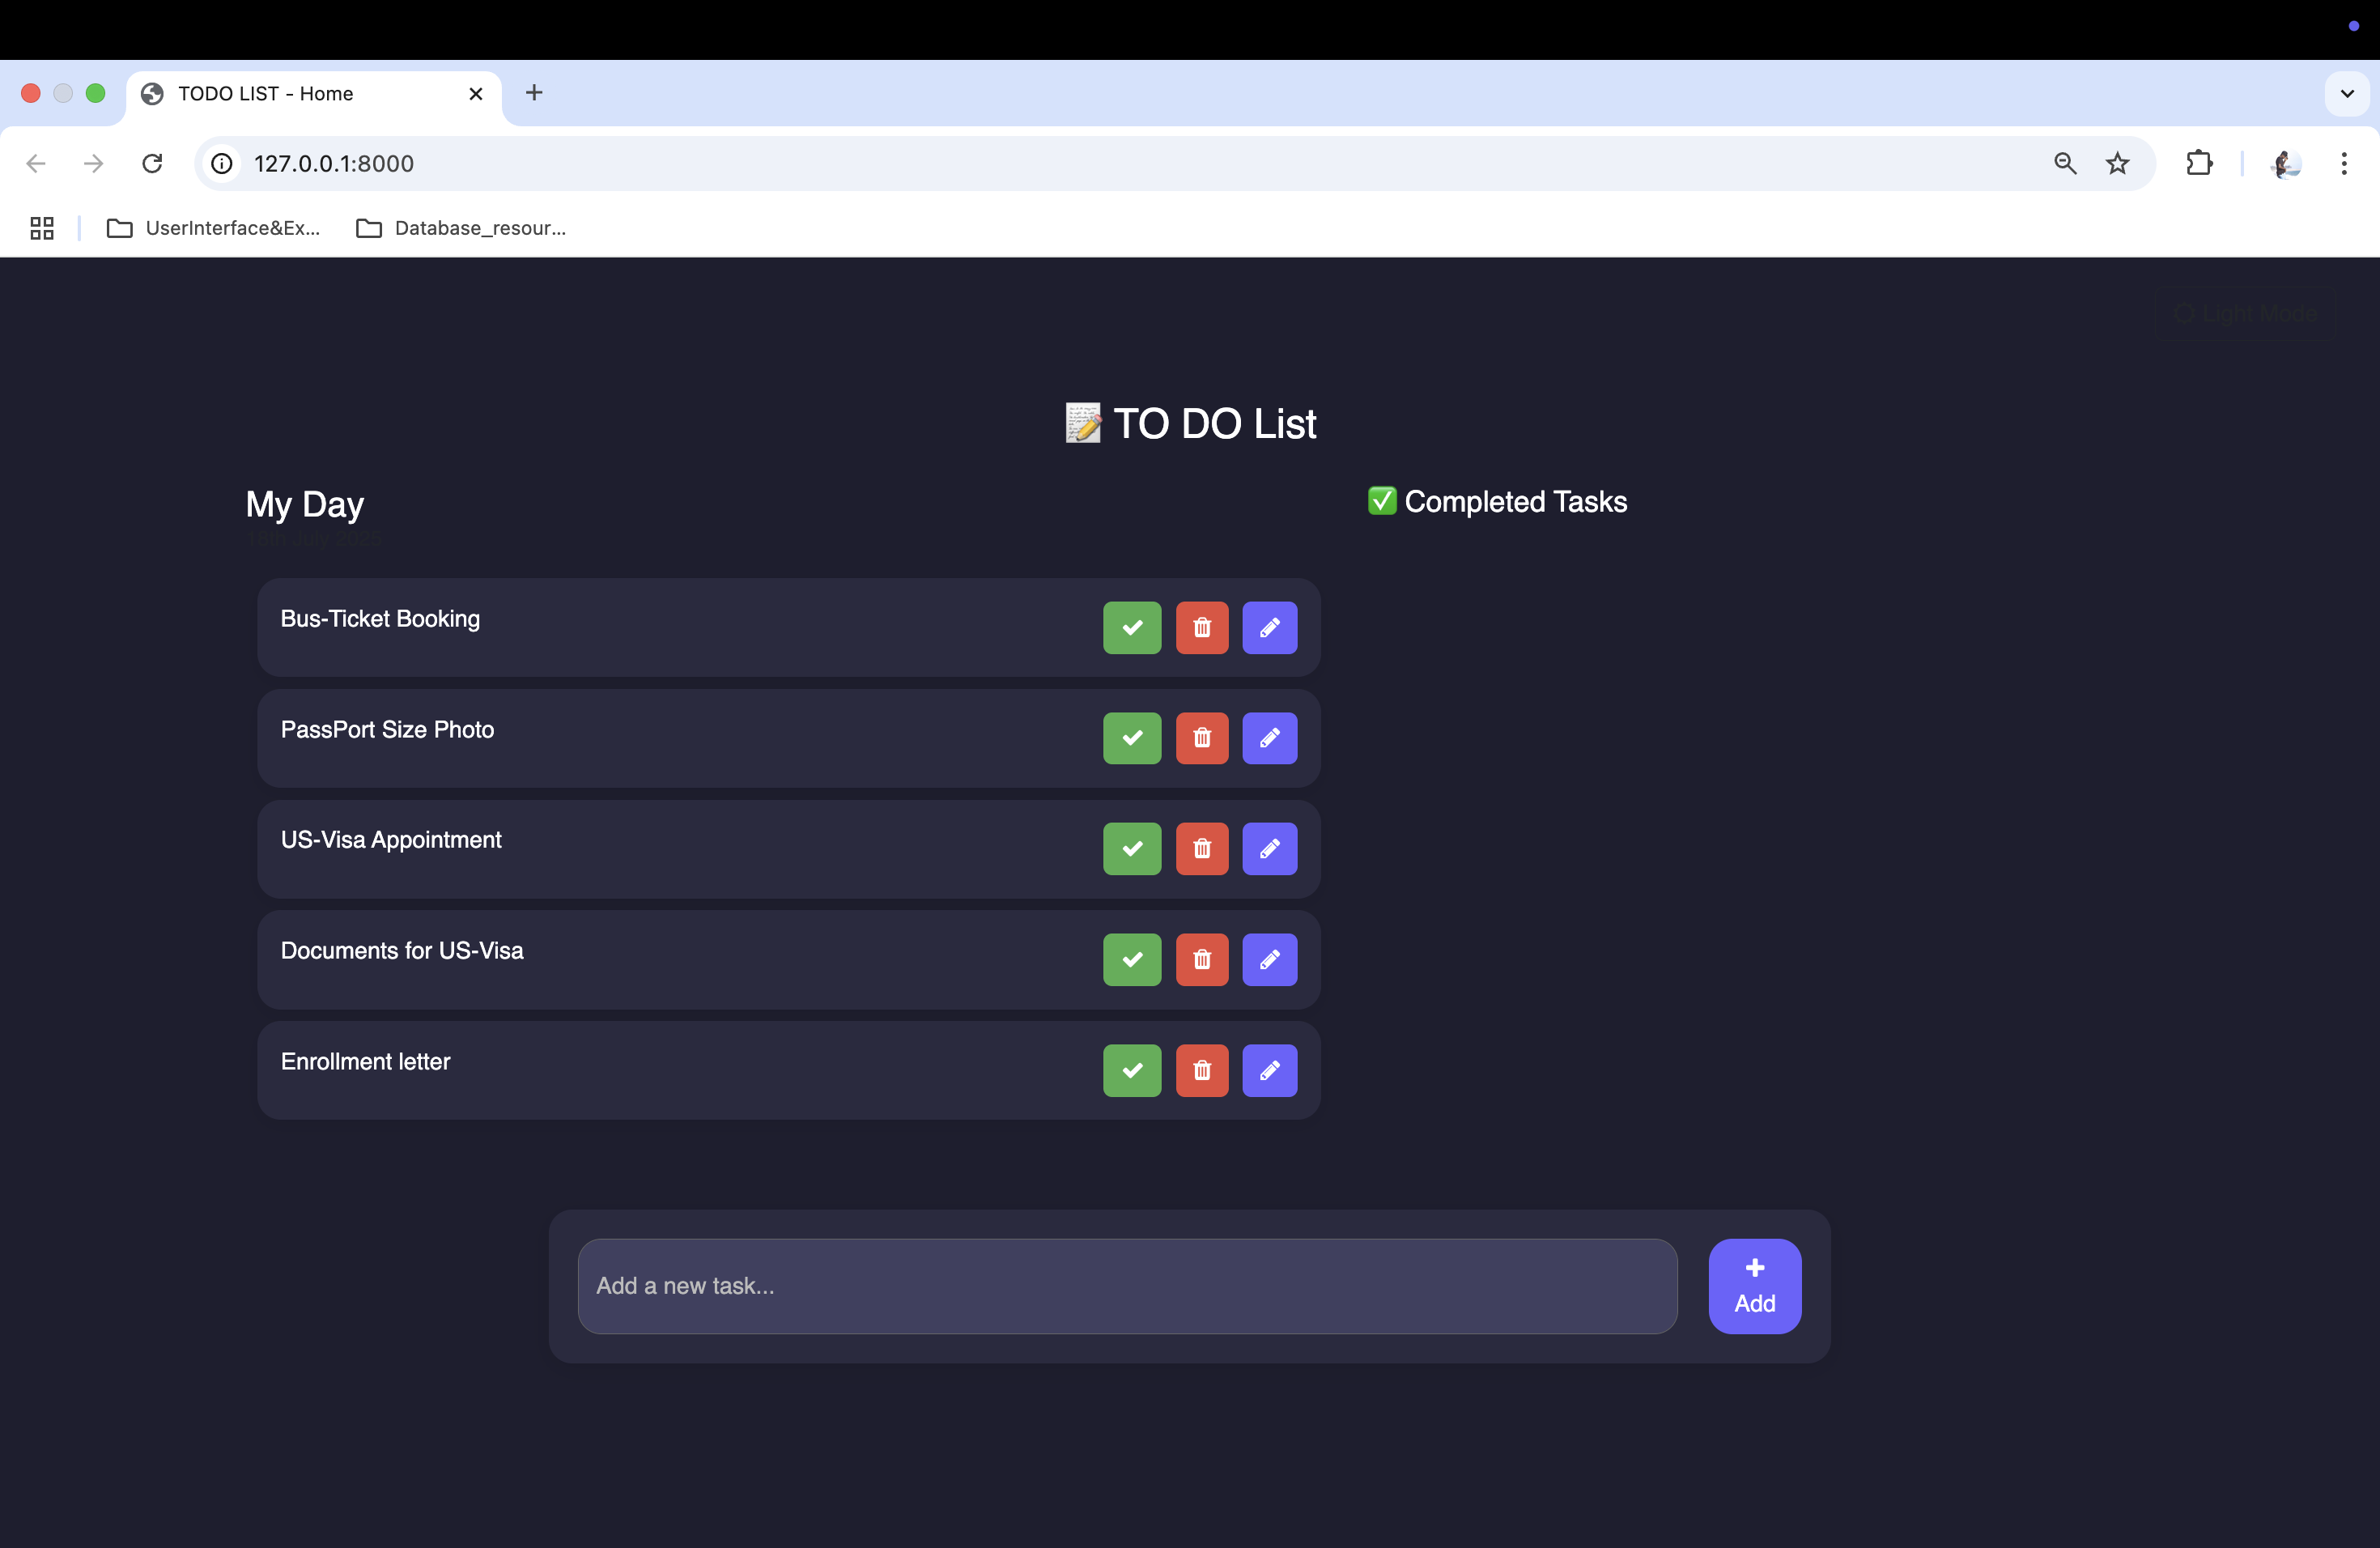 TODO LIST - Home
127.0.0.1:8000
UserInterface&Ex...
Database_resour...
Light Mode
TO DO List
My Day
July 2025
Completed Tasks
Bus-Ticket Booking
PassPort Size Photo
US-Visa Appointment
Documents for US-Visa
Enrollment letter
Add a new task...
Add